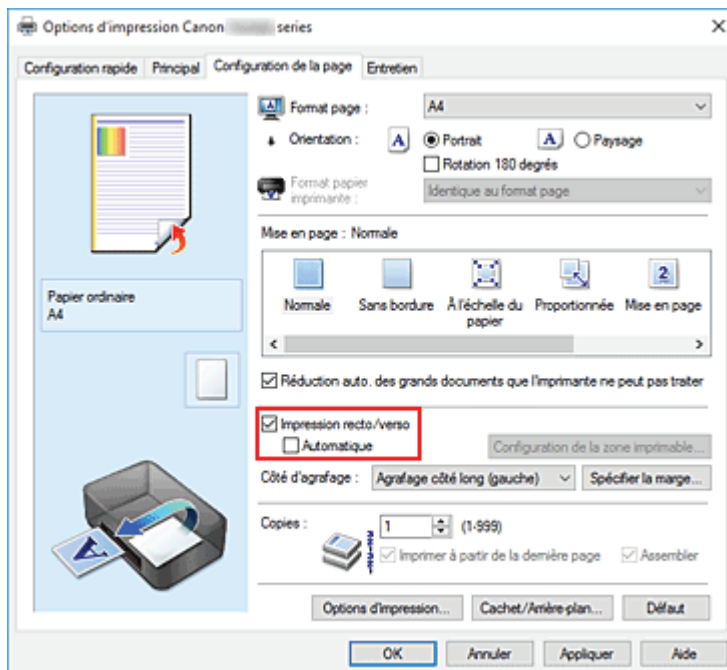 Options d'impression Canon series
Configuration rapide Principal Configuration de la page Entretien
Format page : A4
Orientation : A Portrait A Paysage
Rotation 180 degrés
Format papier imprimante : Identique au format page
Mise en page : Normale
Normale Sans bordure À l'échelle du papier Proportionnée Mise en page
Papier ordinaire
A4
Réduction auto. des grands documents que l'imprimante ne peut pas traiter
Impression recto/verso
Automatique
Configuration de la zone imprimable...
Côté d'agrafage : Agrafage côté long (gauche) Spécifier la marge...
Copies : 1 (1-999)
Imprimer à partir de la dernière page Assembler
Options d'impression... Cachet/Arrière-plan... Défaut
OK Annuler Appliquer Aide